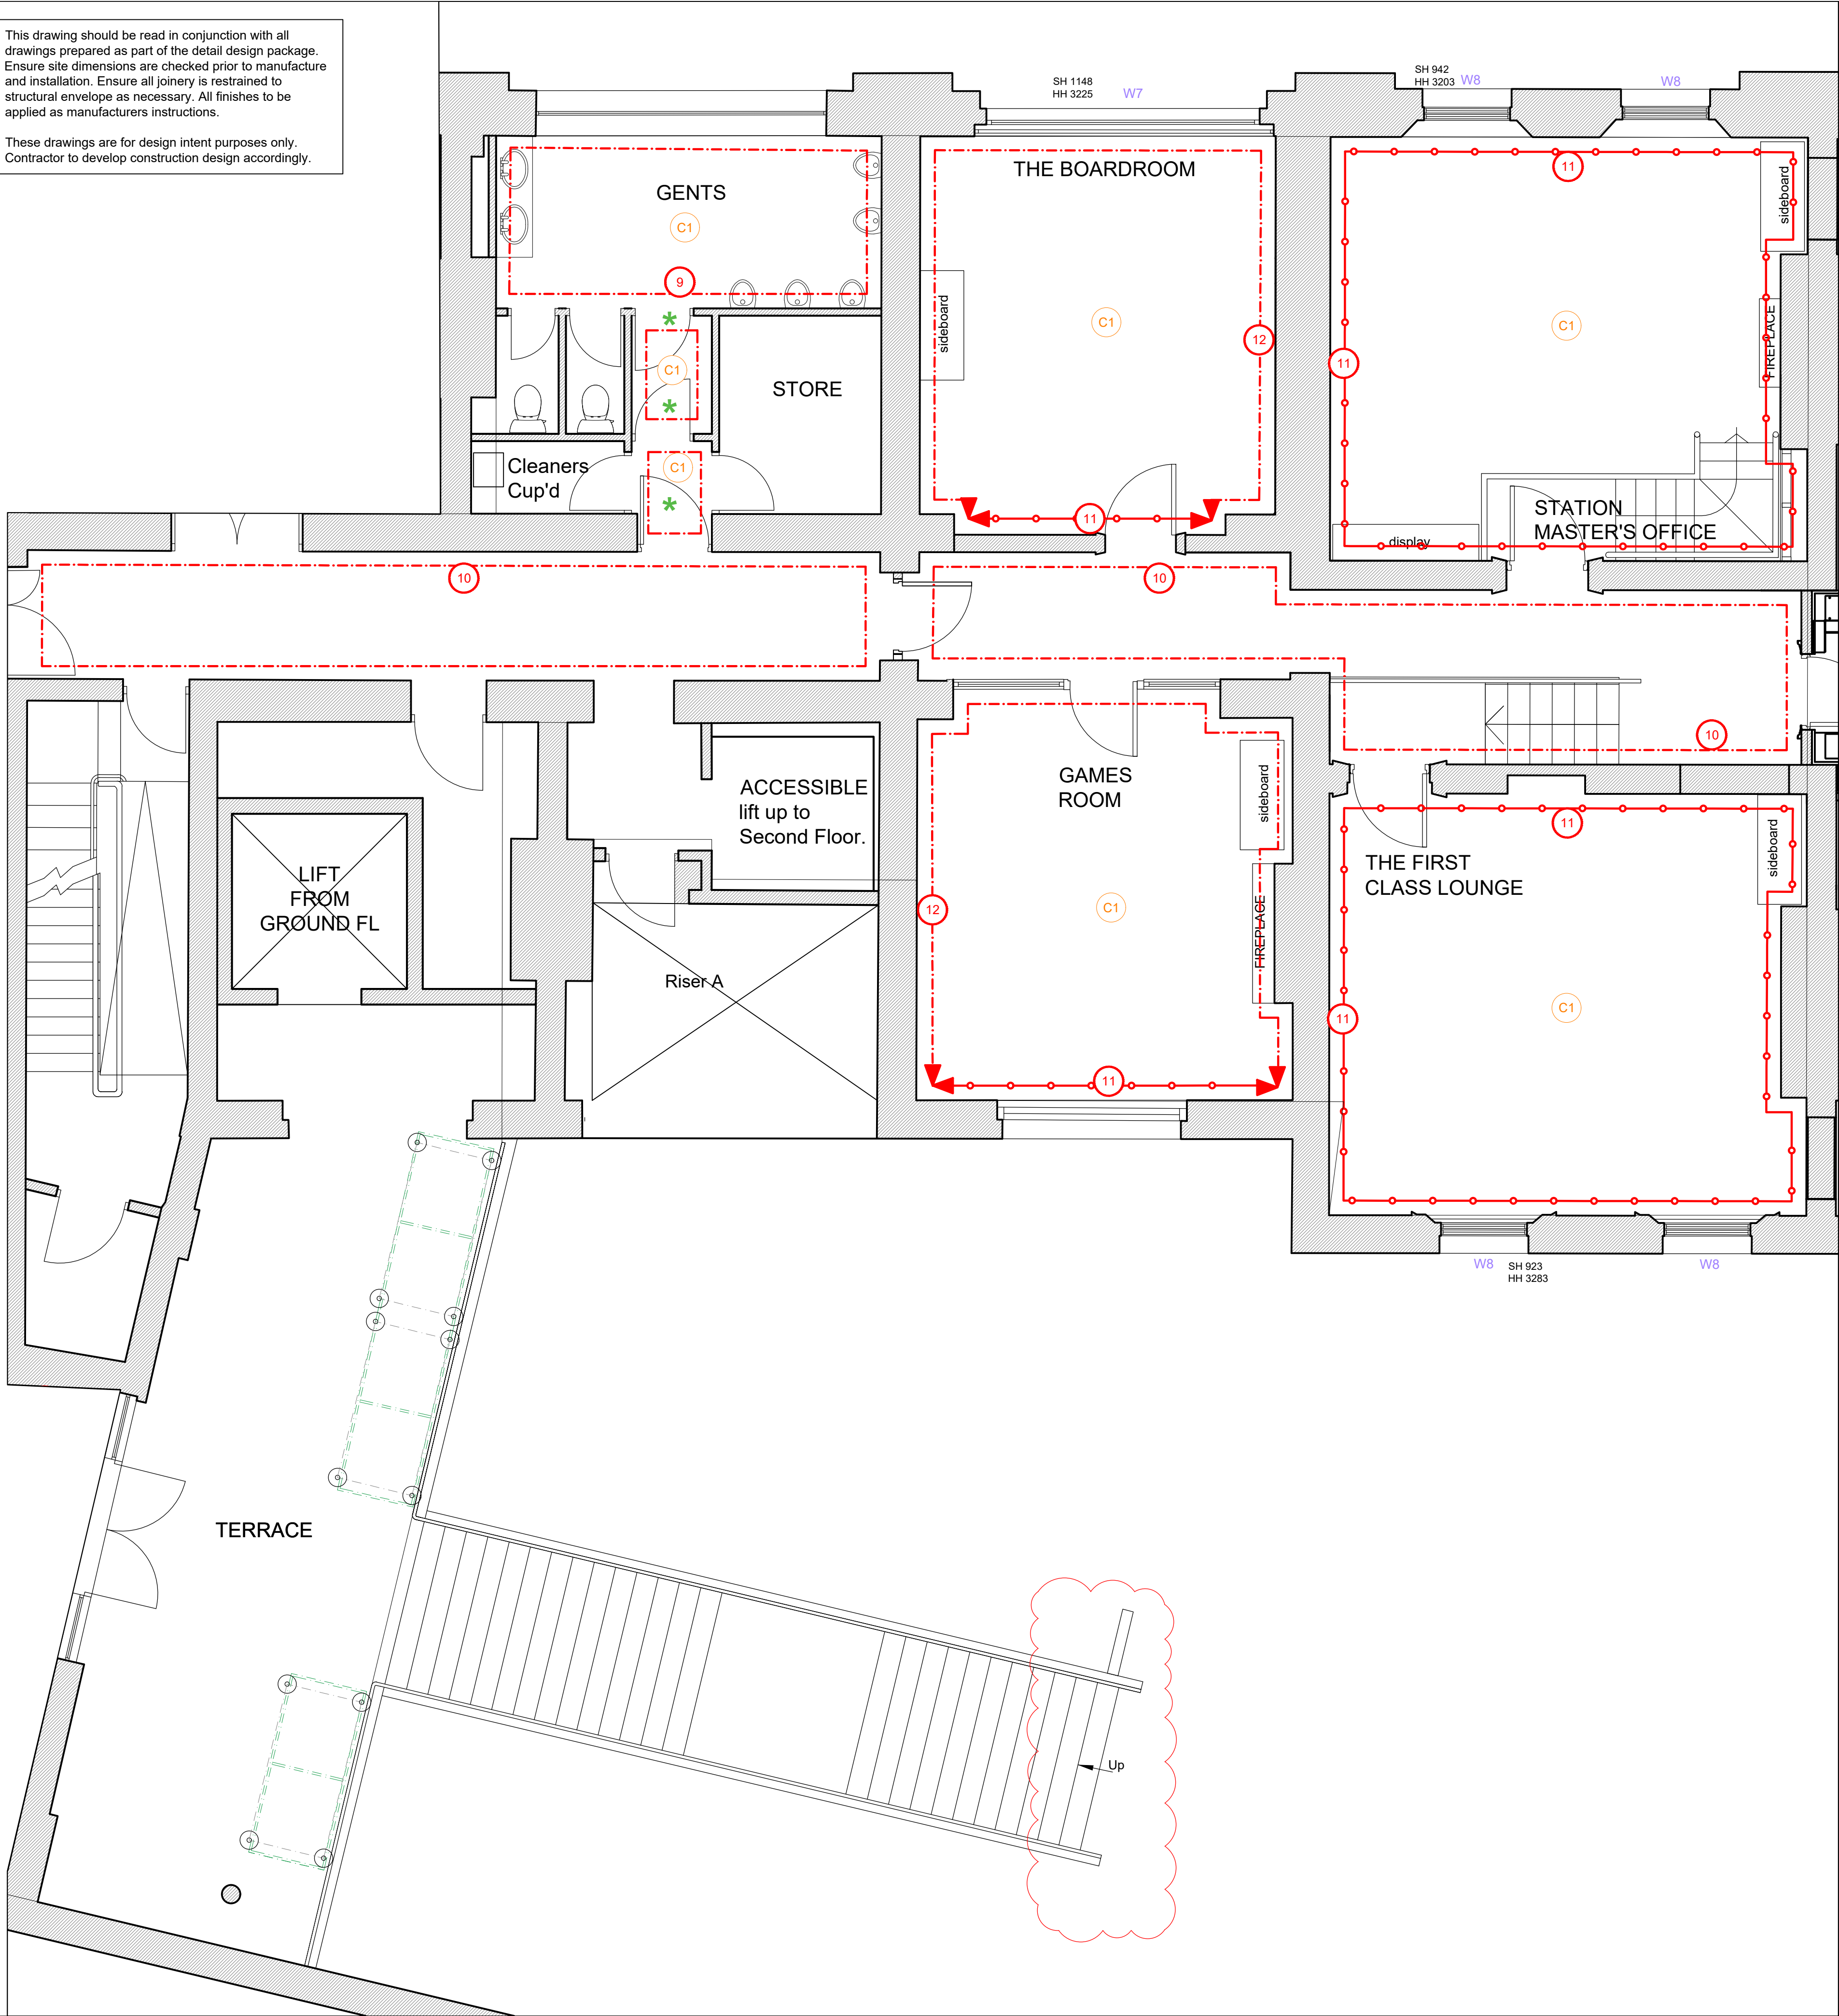 This drawing should be read in conjunction with all
drawings prepared as part of the detail design package.
Ensure site dimensions are checked prior to manufacture
and installation. Ensure all joinery is restrained to
structural envelope as necessary. All finishes to be
applied as manufacturers instructions.
These drawings are for design intent purposes only.
Contractor to develop construction design accordingly.
SH 1148
HH 3225
W7
SH 942
HH 3203
W8
W8
GENTS
C1
9
C1
C1
STORE
Cleaners
Cup'd
THE BOARDROOM
sideboard
C1
12
11
11
sideboard
C1
FIREPLACE
11
STATION
MASTER'S OFFICE
display
10
10
10
ACCESSIBLE
lift up to
Second Floor.
LIFT
FROM
GROUND FL
Riser A
GAMES
ROOM
sideboard
C1
12
FIREPLACE
11
11
THE FIRST
CLASS LOUNGE
sideboard
C1
11
W8
SH 923
HH 3283
W8
TERRACE
Up